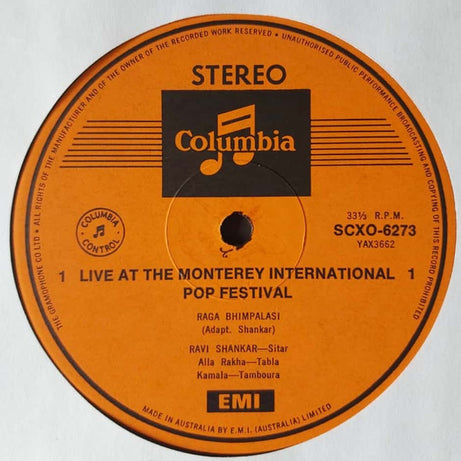 THE GRAMOPHONE CO LTD • ALL RIGHTS OF THE MANUFACTURER AND OF THE OWNER OF THE RECORDED WORK RESERVED • UNAUTHORISED PUBLIC PERFORMANCE BROADCASTING AND COPYING OF THIS RECORD PROHIBITED
STEREO
Columbia
COLUMBIA CONTROL
33⅓ R.P.M.
SCXO-6273
YAX3662
1 LIVE AT THE MONTEREY INTERNATIONAL 1
POP FESTIVAL
RAGA BHIMPALASI
(Adapt. Shankar)
RAVI SHANKAR—Sitar
Alla Rakha—Tabla
Kamala—Tamboura
EMI
MADE IN AUSTRALIA BY E.M.I. (AUSTRALIA) LIMITED